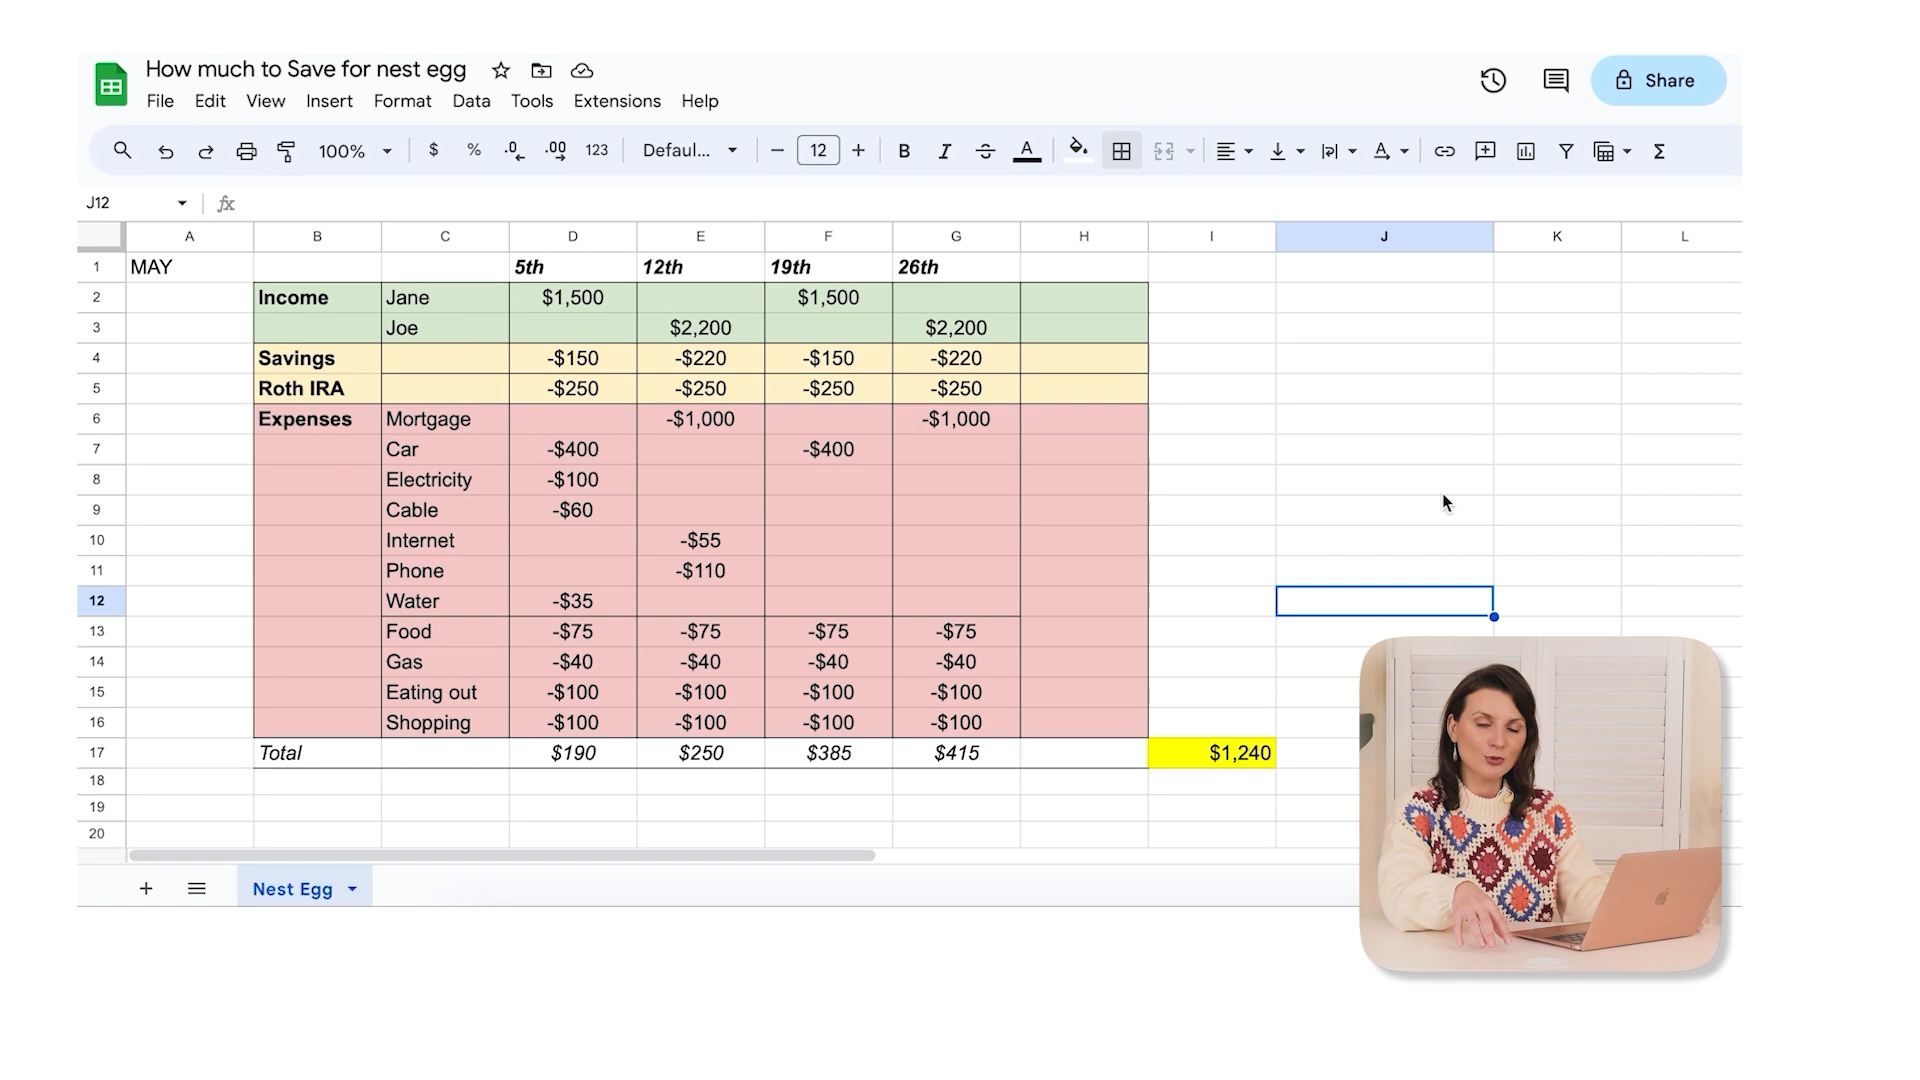 How much to Save for nest egg
Share
File Edit View Insert Format Data Tools Extensions Help
100% $ % .0 .00 123 Defaul... − 12 + B I S A Σ
J12 fx
A B C D E F G H I J K L
1 MAY 5th 12th 19th 26th
2 Income Jane $1,500 $1,500
3 Joe $2,200 $2,200
4 Savings -$150 -$220 -$150 -$220
5 Roth IRA -$250 -$250 -$250 -$250
6 Expenses Mortgage -$1,000 -$1,000
7 Car -$400 -$400
8 Electricity -$100
9 Cable -$60
10 Internet -$55
11 Phone -$110
12 Water -$35
13 Food -$75 -$75 -$75 -$75
14 Gas -$40 -$40 -$40 -$40
15 Eating out -$100 -$100 -$100 -$100
16 Shopping -$100 -$100 -$100 -$100
17 Total $190 $250 $385 $415 $1,240
18
19
20
+ Nest Egg